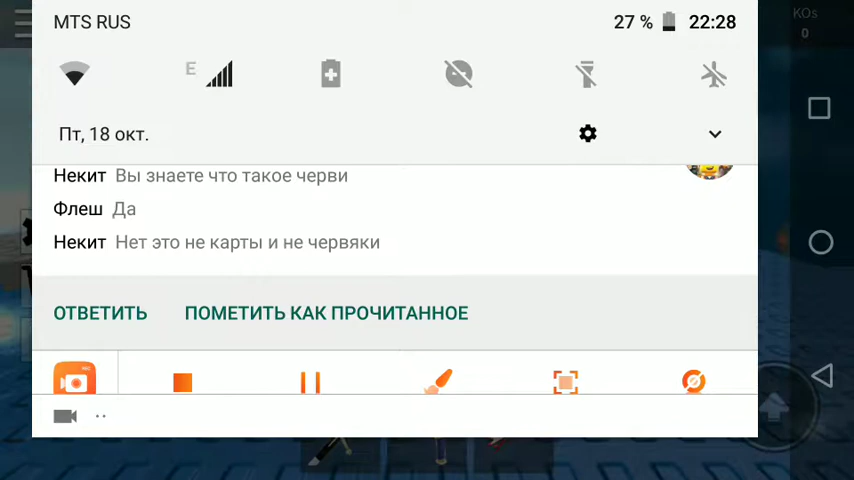 MTS RUS
27 %
22:28
KOs
0
E
Пт, 18 окт.
Некит Вы знаете что такое черви
Флеш Да
Некит Нет это не карты и не червяки
ОТВЕТИТЬ
ПОМЕТИТЬ КАК ПРОЧИТАННОЕ
REC